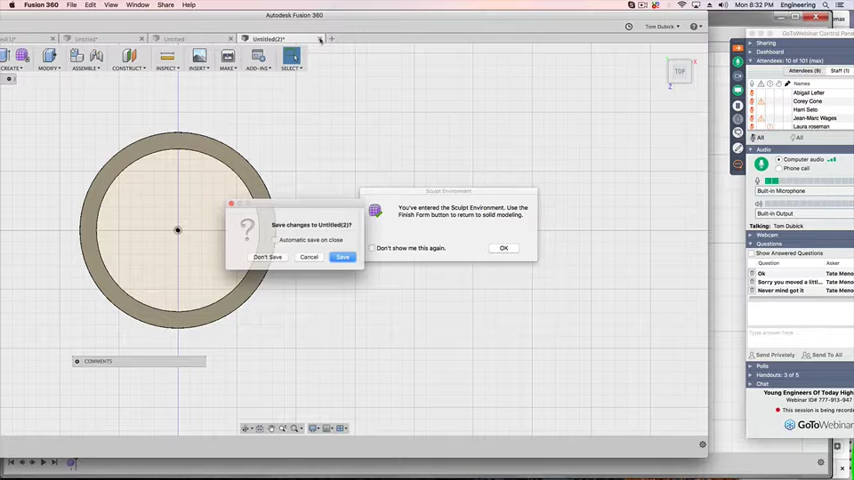 Fusion 360 File Edit View Window Share Help
Mon 8:32 PM Engineering
Autodesk Fusion 360
Tom Dubick
Untitled*
Untitled
Untitled(2)*
CREATE MODIFY ASSEMBLE CONSTRUCT INSPECT INSERT MAKE ADD-INS SELECT
TOP
X
Z
Sculpt Environment
You've entered the Sculpt Environment. Use the
Finish Form button to return to solid modeling.
Don't show me this again.
OK
Save changes to Untitled(2)?
Automatic save on close
Don't Save Cancel Save
COMMENTS
GoToWebinar Control Pan
Sharing
Dashboard
Attendees: 10 of 101 (max)
Attendees (9) Staff (1)
Names
Abigail Lefler
Corey Cone
Harri Seto
Jean-Marc Wages
Laura roseman
All All
Audio
Computer audio
Phone call
Built-in Microphone
Built-in Output
Talking: Tom Dubick
Webcam
Questions
Show Answered Questions
Question Asker
Ok Tate Meno
Sorry you moved a littl... Tate Meno
Never mind got it Tate Meno
Type answer here
Send Privately Send To All
Polls
Handouts: 3 of 5
Chat
Young Engineers Of Today High
Webinar ID# 777-913-947
This session is being record
GoToWebinar